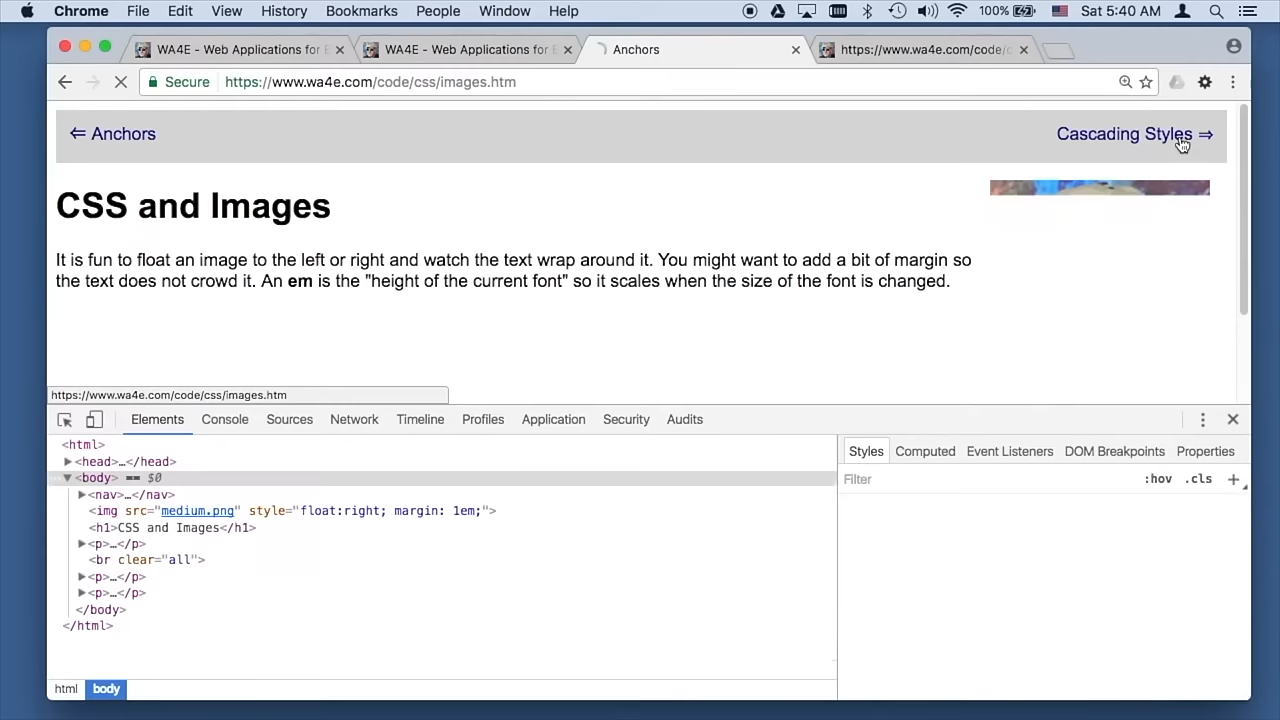 Chrome File Edit View History Bookmarks People Window Help 100% Sat 5:40 AM
WA4E - Web Applications for E
WA4E - Web Applications for E
Anchors
https://www.wa4e.com/code/c
Secure https://www.wa4e.com/code/css/images.htm
⇐ Anchors
Cascading Styles ⇒
CSS and Images
It is fun to float an image to the left or right and watch the text wrap around it. You might want to add a bit of margin so
the text does not crowd it. An em is the "height of the current font" so it scales when the size of the font is changed.
https://www.wa4e.com/code/css/images.htm
Elements Console Sources Network Timeline Profiles Application Security Audits
<html>
<head>…</head>
<body> == $0
<nav>…</nav>
<img src="medium.png" style="float:right; margin: 1em;">
<h1>CSS and Images</h1>
<p>…</p>
<br clear="all">
<p>…</p>
<p>…</p>
</body>
</html>
html body
Styles Computed Event Listeners DOM Breakpoints Properties
Filter :hov .cls +